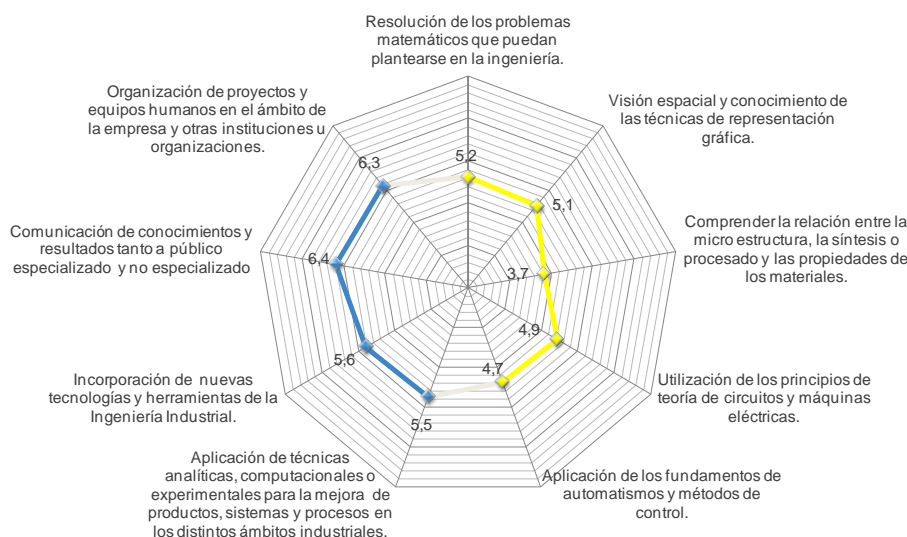 Resolución de los problemas
matemáticos que puedan
plantearse en la ingeniería.
Visión espacial y conocimiento de
las técnicas de representación
gráfica.
Comprender la relación entre la
micro estructura, la síntesis o
procesado y las propiedades de
los materiales.
Utilización de los principios de
teoría de circuitos y máquinas
eléctricas.
Aplicación de los fundamentos de
automatismos y métodos de
control.
Aplicación de técnicas
analíticas, computacionales o
experimentales para la mejora de
productos, sistemas y procesos en
los distintos ámbitos industriales.
Incorporación de nuevas
tecnologías y herramientas de la
Ingeniería Industrial.
Comunicación de conocimientos y
resultados tanto a público
especializado y no especializado
Organización de proyectos y
equipos humanos en el ámbito de
la empresa y otras instituciones u
organizaciones.
5,2
5,1
3,7
4,9
4,7
5,5
5,6
6,4
6,3